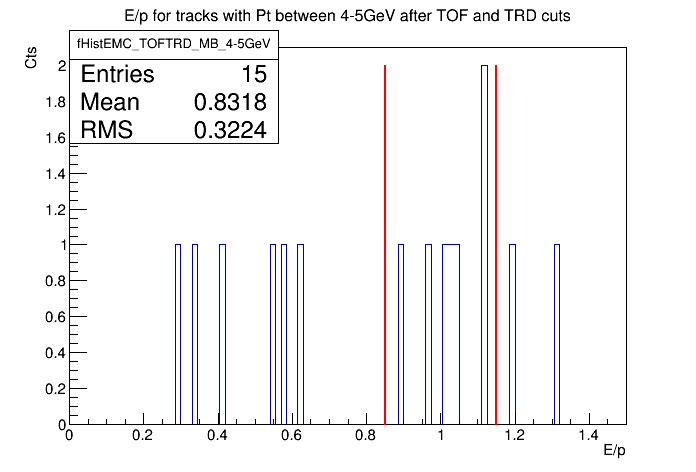 E/p for tracks with Pt between 4-5GeV after TOF and TRD cuts
fHistEMC_TOFTRD_MB_4-5GeV
Entries 15
Mean 0.8318
RMS 0.3224
Cts
2
1.8
1.6
1.4
1.2
1
0.8
0.6
0.4
0.2
0
0 0.2 0.4 0.6 0.8 1 1.2 1.4
E/p